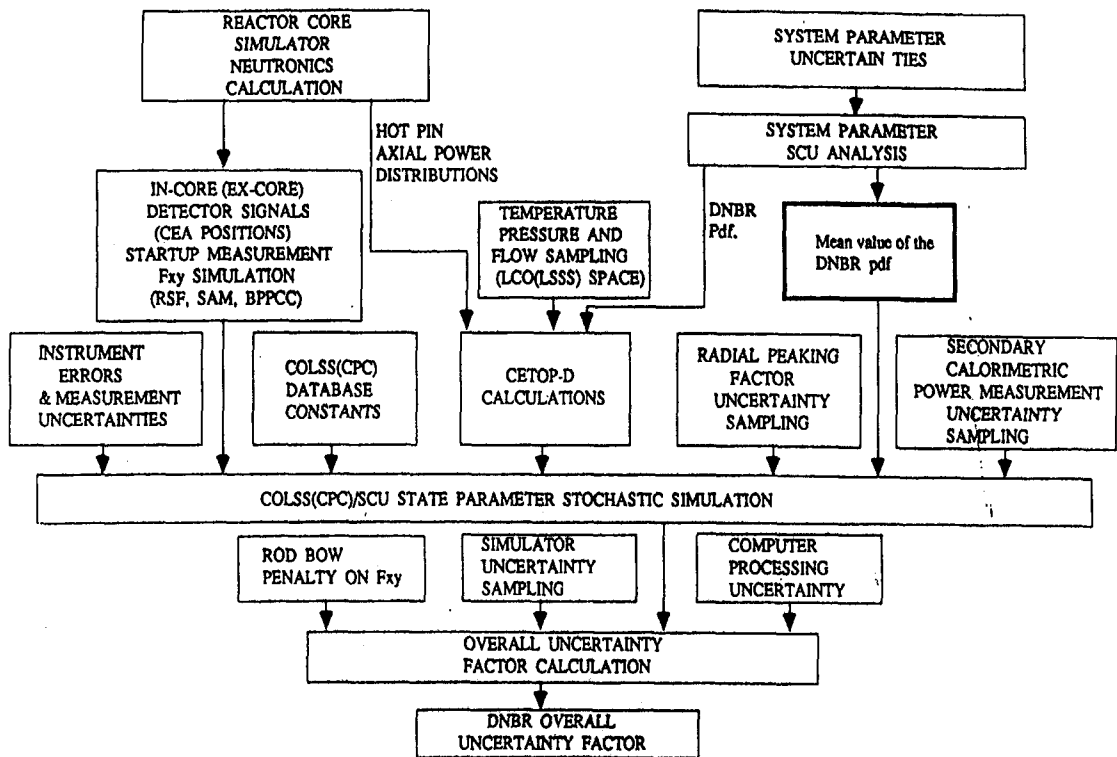 REACTOR CORE
SIMULATOR
NEUTRONICS
CALCULATION
SYSTEM PARAMETER
UNCERTAIN TIES
HOT PIN
AXIAL POWER
DISTRIBUTIONS
SYSTEM PARAMETER
SCU ANALYSIS
IN-CORE (EX-CORE)
DETECTOR SIGNALS
(CEA POSITIONS)
STARTUP MEASUREMENT
Fxy SIMULATION
(RSF, SAM, BPPCC)
TEMPERATURE
PRESSURE AND
FLOW SAMPLING
(LCO(LSSS) SPACE)
DNBR
Pdf.
Mean value of the
DNBR pdf
INSTRUMENT
ERRORS
& MEASUREMENT
UNCERTAINTIES
COLSS(CPC)
DATABASE
CONSTANTS
CETOP-D
CALCULATIONS
RADIAL PEAKING
FACTOR
UNCERTAINTY
SAMPLING
SECONDARY
CALORIMETRIC
POWER MEASUREMENT
UNCERTAINTY
SAMPLING
COLSS(CPC)/SCU STATE PARAMETER STOCHASTIC SIMULATION
ROD BOW
PENALTY ON Fxy
SIMULATOR
UNCERTAINTY
SAMPLING
COMPUTER
PROCESSING
UNCERTAINTY
OVERALL UNCERTAINTY
FACTOR CALCULATION
DNBR OVERALL
UNCERTAINTY FACTOR